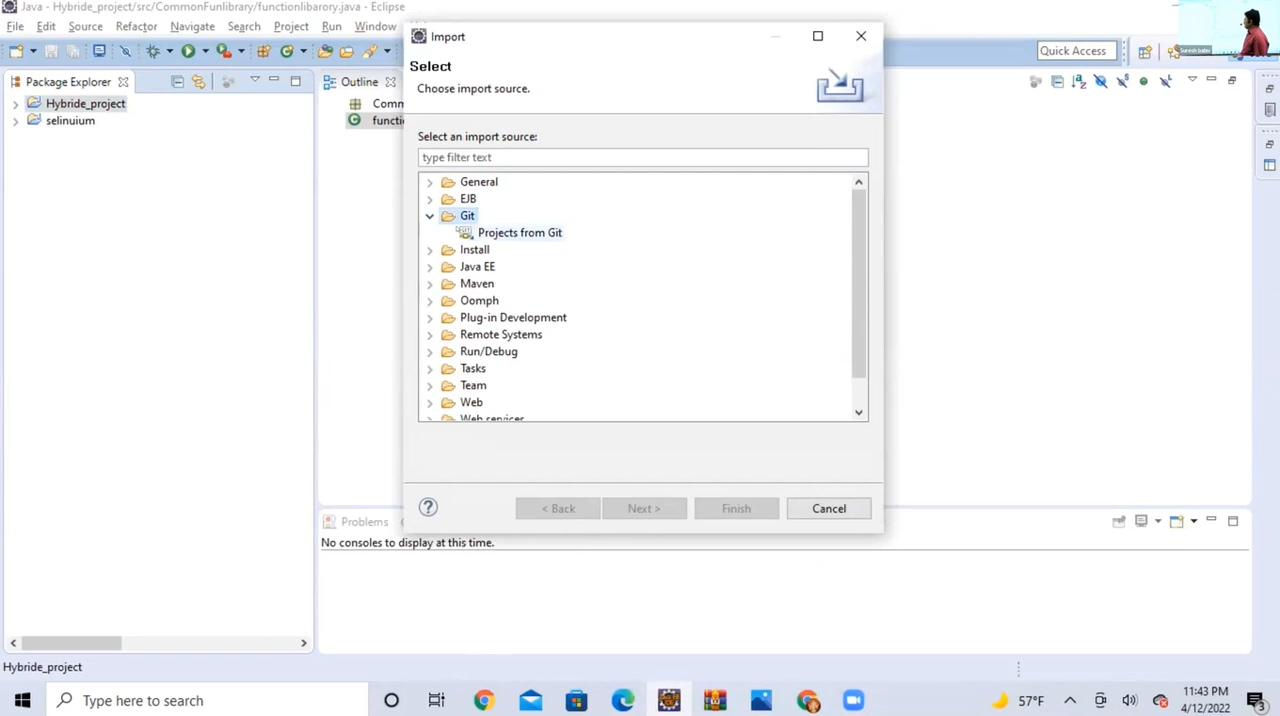 Java - Hybride_project/src/CommonFunlibrary/functionlibarory.java - Eclipse
File Edit Source Refactor Navigate Search Project Run Window
Quick Access
Package Explorer
Hybride_project
selinuium
Outline
Comm
functi
Import
Select
Choose import source.
Select an import source:
type filter text
General
EJB
Git
Projects from Git
Install
Java EE
Maven
Oomph
Plug-in Development
Remote Systems
Run/Debug
Tasks
Team
Web
Web services
?
< Back
Next >
Finish
Cancel
Problems
No consoles to display at this time.
Hybride_project
Type here to search
57°F
11:43 PM
4/12/2022
3